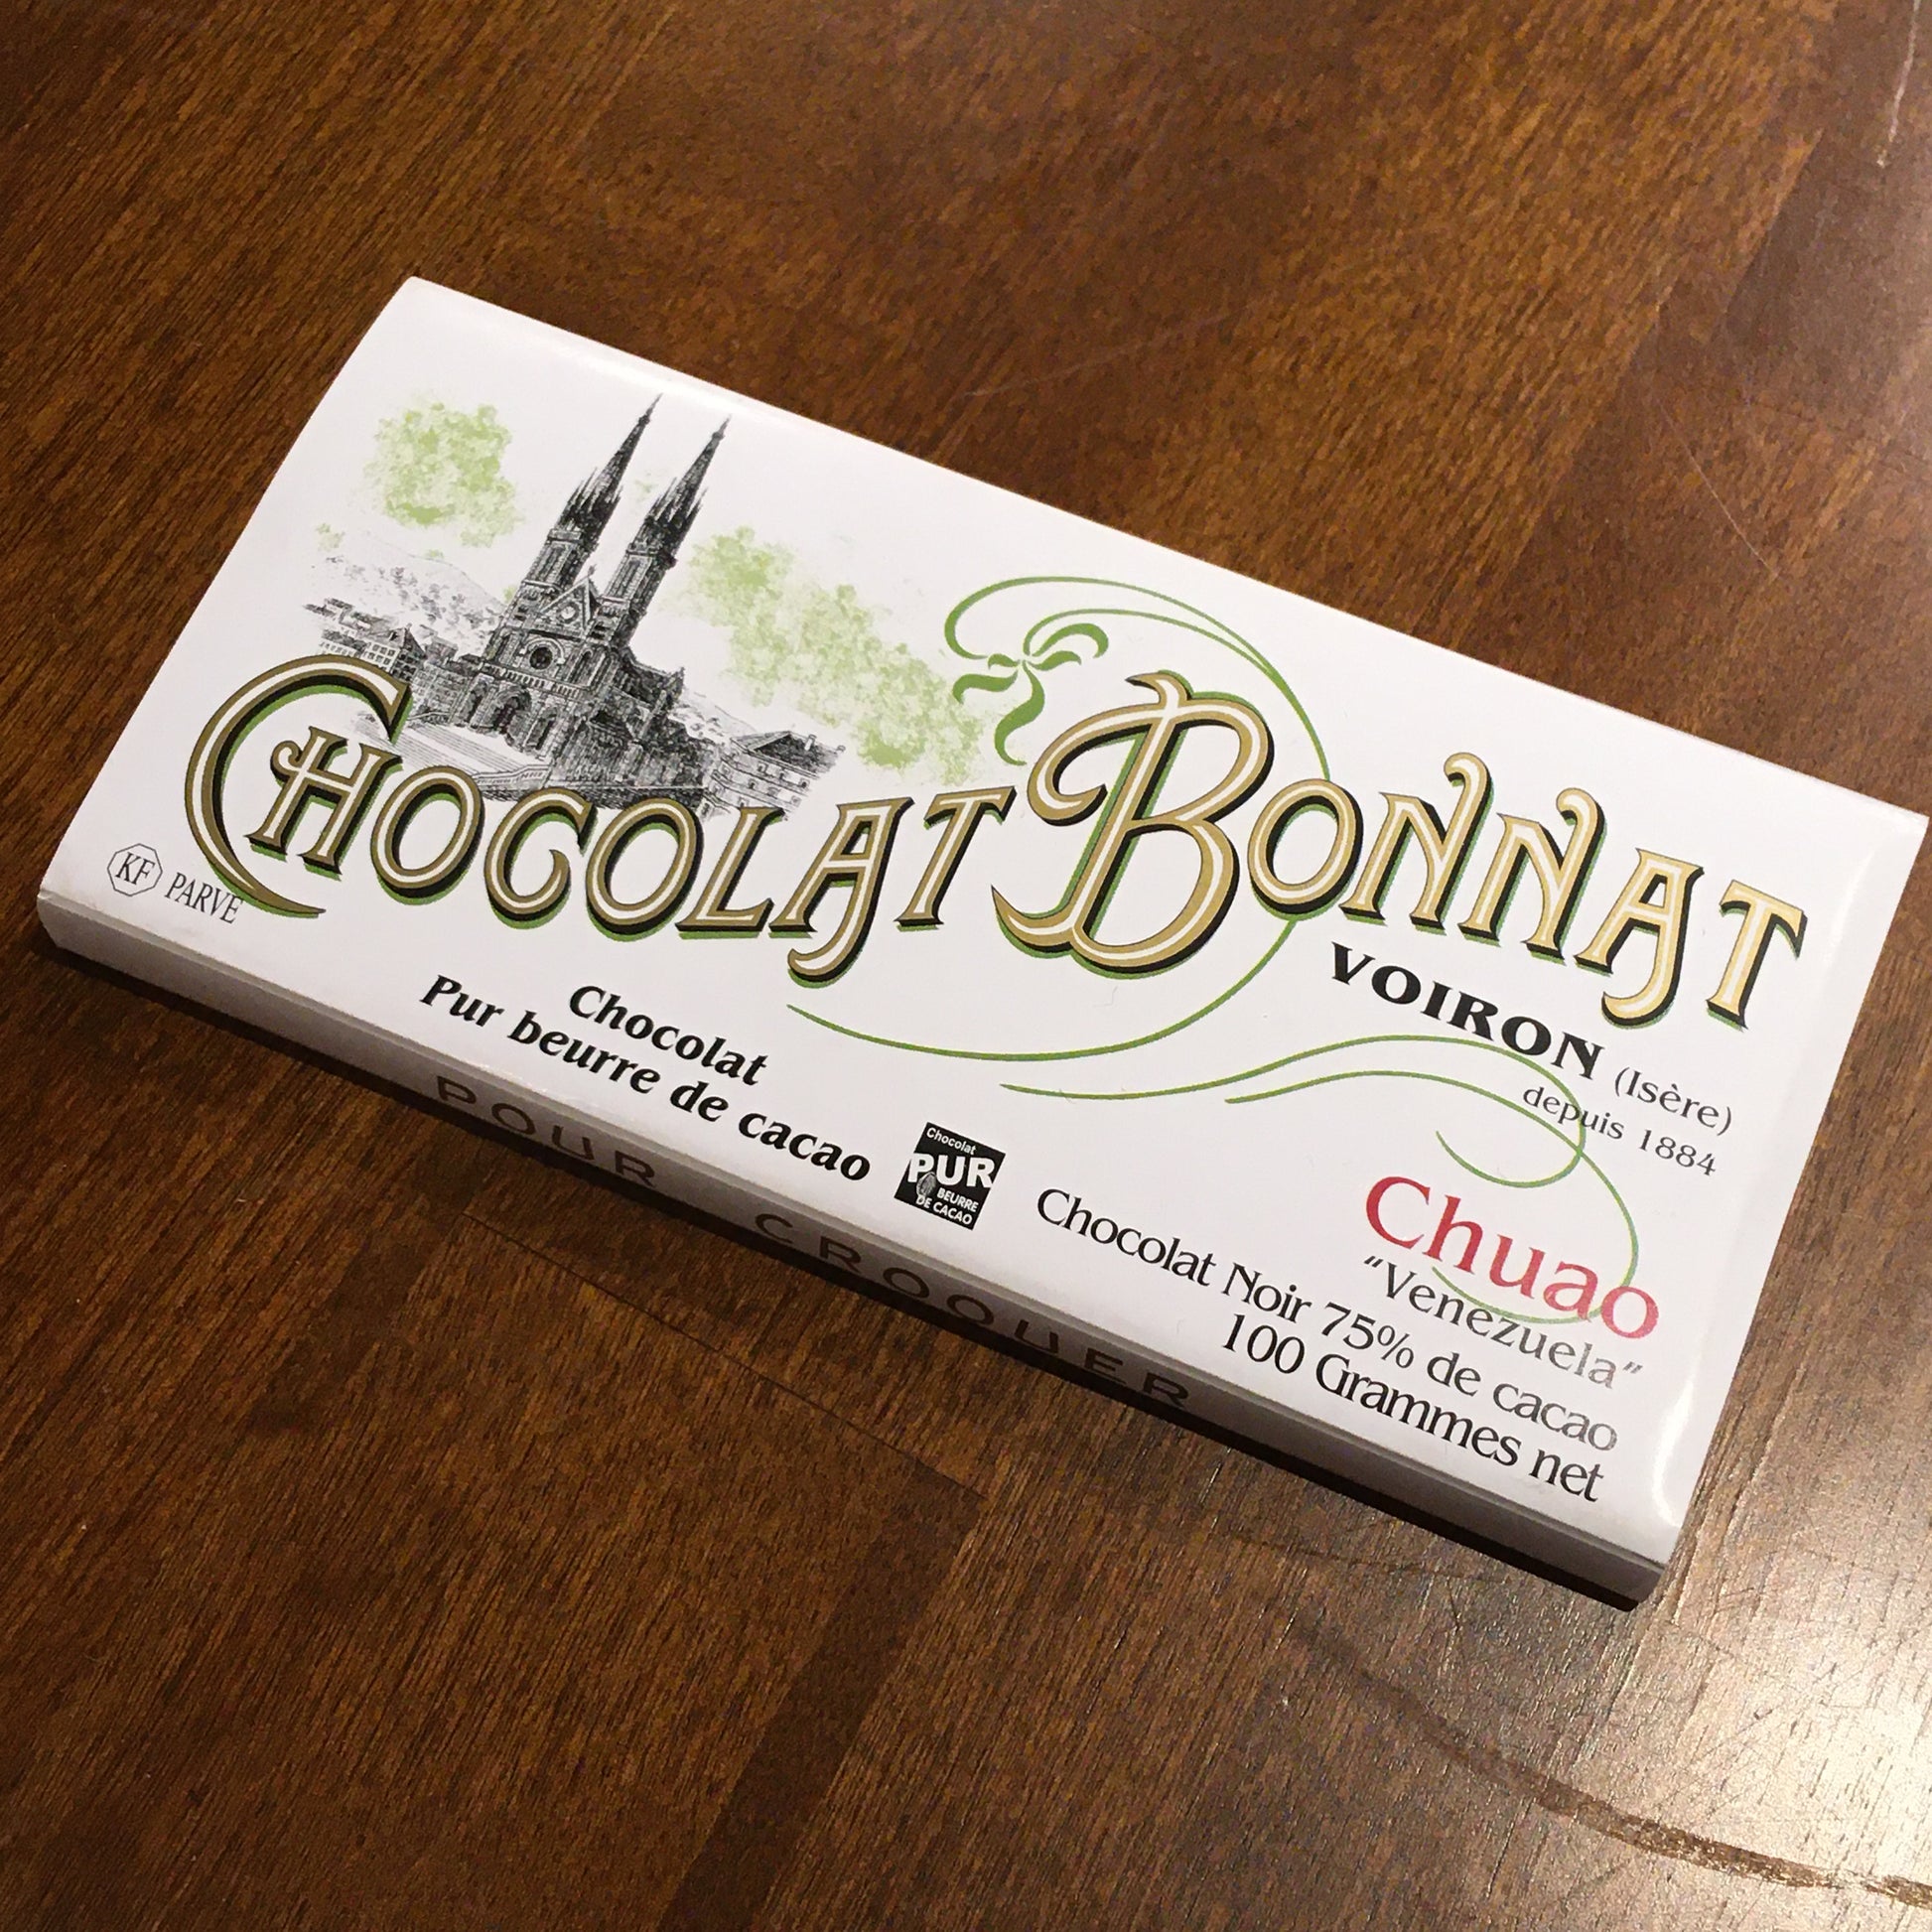 CHOCOLAT BONNAT
VOIRON (Isère)
depuis 1884
KF PARVE
Chocolat
Pur beurre de cacao
Chocolat
PUR
BEURRE
DE CACAO
Chuao
“Venezuela”
Chocolat Noir 75% de cacao
100 Grammes net
POUR CROQUER